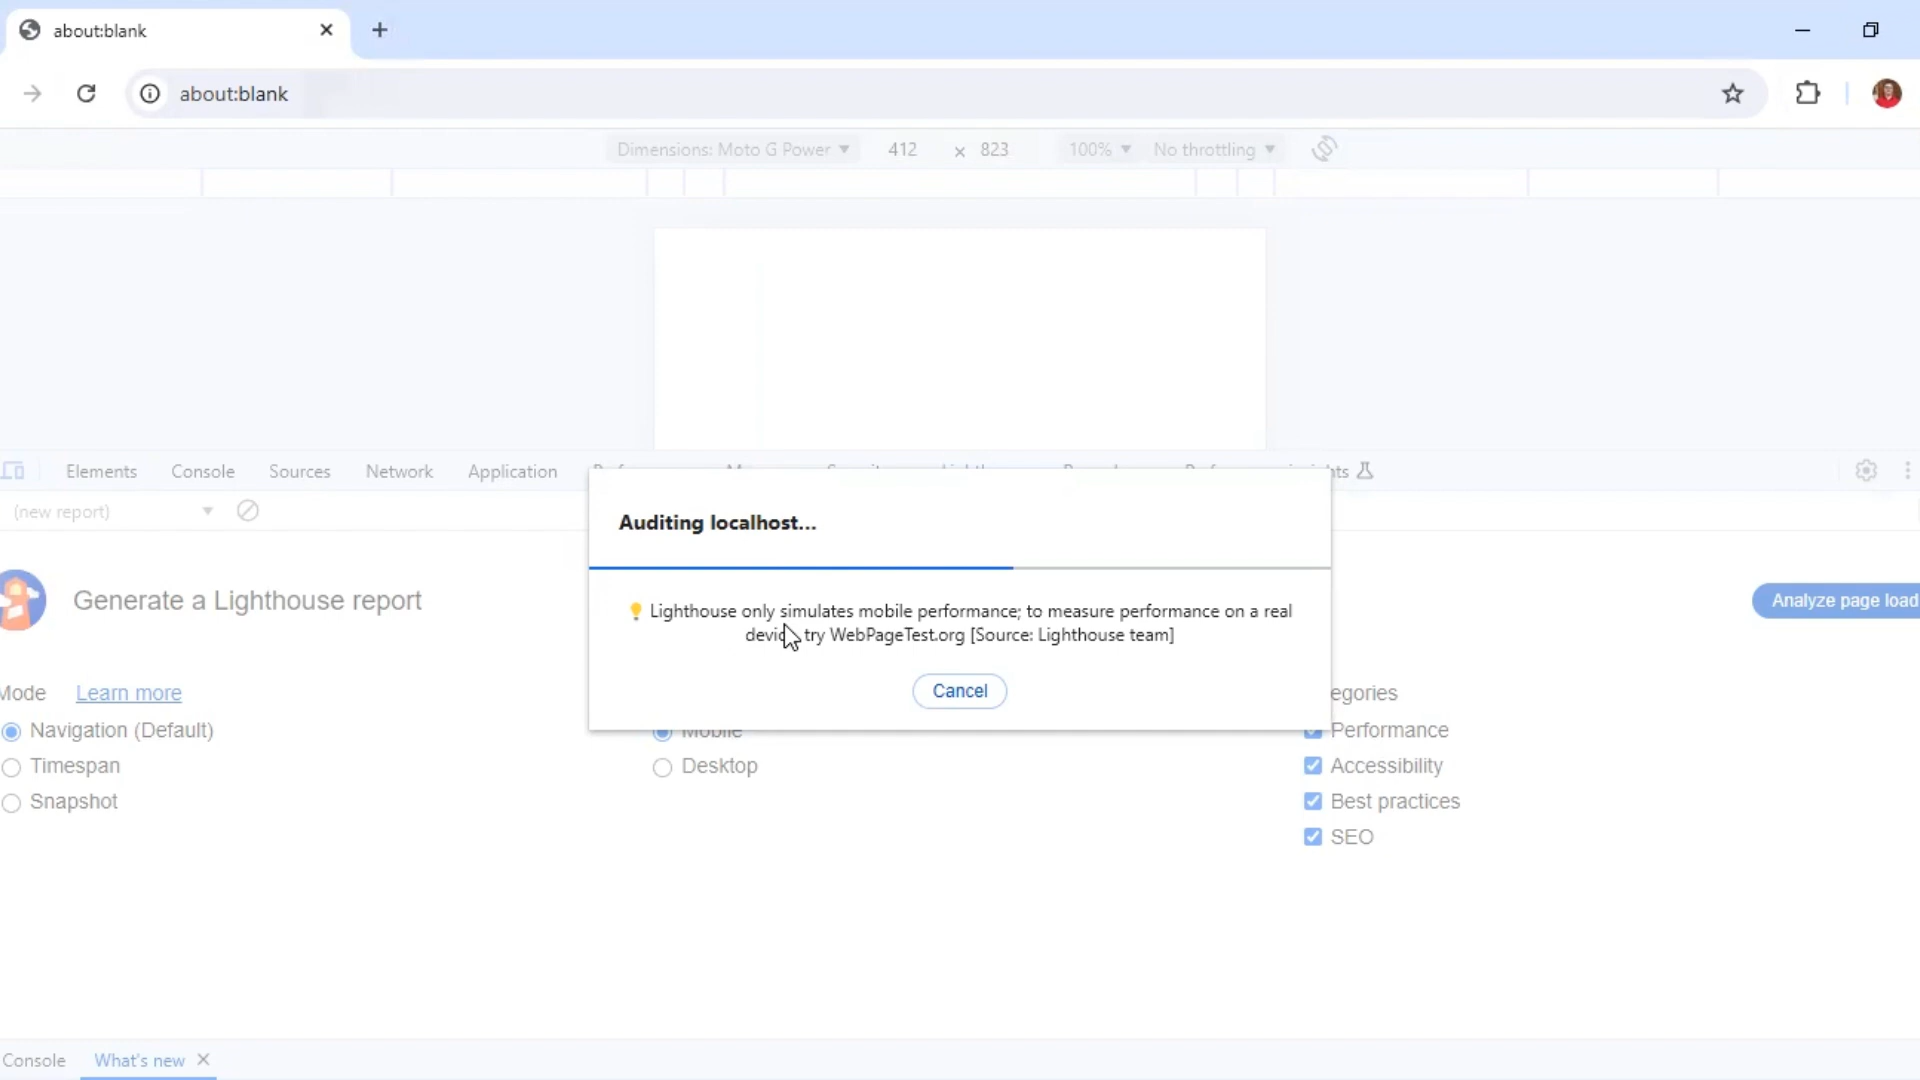 about:blank
about:blank
Dimensions: Moto G Power 412 × 823 100% No throttling
Elements Console Sources Network Application
(new report)
Auditing localhost...
Generate a Lighthouse report
Analyze page load
💡 Lighthouse only simulates mobile performance; to measure performance on a real
try WebPageTest.org [Source: Lighthouse team]
Cancel
Mode Learn more
egories
Navigation (Default)
Mobile
Performance
Timespan
Desktop
Accessibility
Snapshot
Best practices
SEO
Console What's new